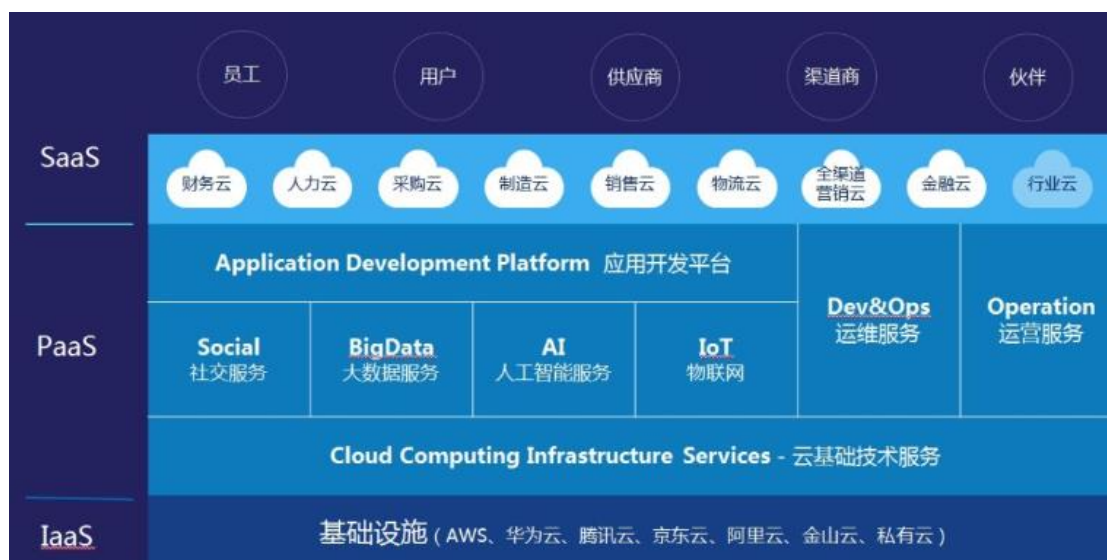 员工
用户
供应商
渠道商
伙伴
SaaS
财务云
人力云
采购云
制造云
销售云
物流云
全渠道
营销云
金融云
行业云
Application Development Platform 应用开发平台
Dev&Ops
运维服务
Operation
运营服务
PaaS
Social
社交服务
BigData
大数据服务
AI
人工智能服务
IoT
物联网
Cloud Computing Infrastructure Services - 云基础技术服务
IaaS
基础设施(AWS、华为云、腾讯云、京东云、阿里云、金山云、私有云)